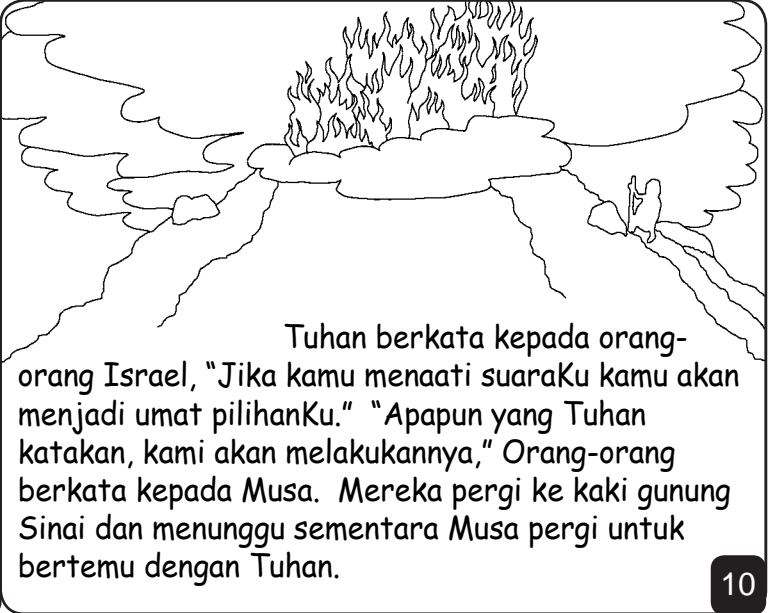 Tuhan berkata kepada orang-
orang Israel, “Jika kamu menaati suaraKu kamu akan
menjadi umat pilihanKu.” “Apapun yang Tuhan
katakan, kami akan melakukannya,” Orang-orang
berkata kepada Musa. Mereka pergi ke kaki gunung
Sinai dan menunggu sementara Musa pergi untuk
bertemu dengan Tuhan.
10